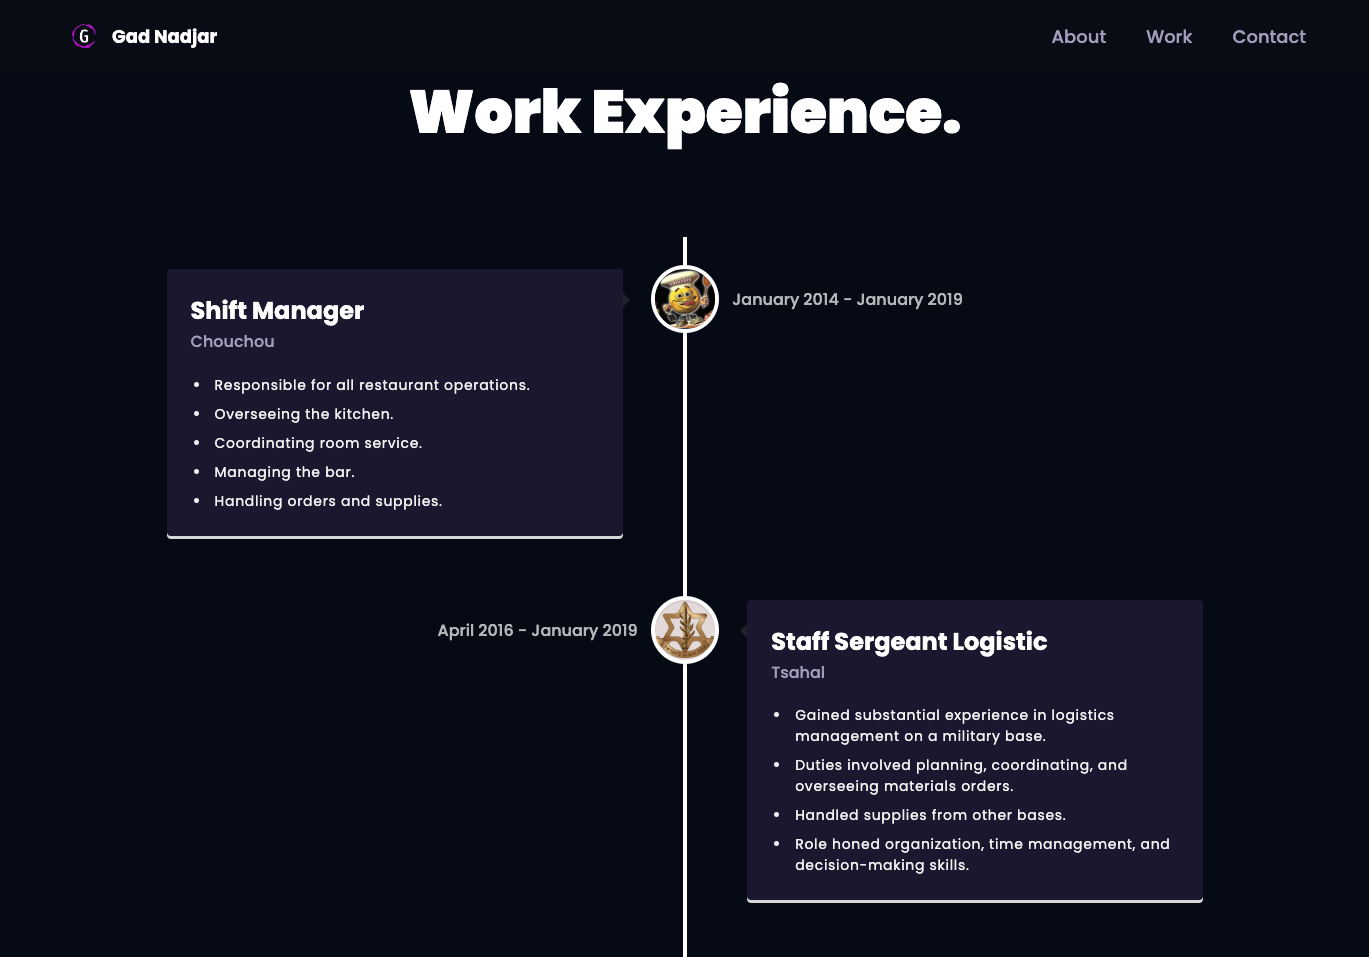 G Gad Nadjar
About Work Contact
Work Experience.
Shift Manager
Chouchou
• Responsible for all restaurant operations.
• Overseeing the kitchen.
• Coordinating room service.
• Managing the bar.
• Handling orders and supplies.
January 2014 - January 2019
April 2016 - January 2019
Staff Sergeant Logistic
Tsahal
• Gained substantial experience in logistics
management on a military base.
• Duties involved planning, coordinating, and
overseeing materials orders.
• Handled supplies from other bases.
• Role honed organization, time management, and
decision-making skills.